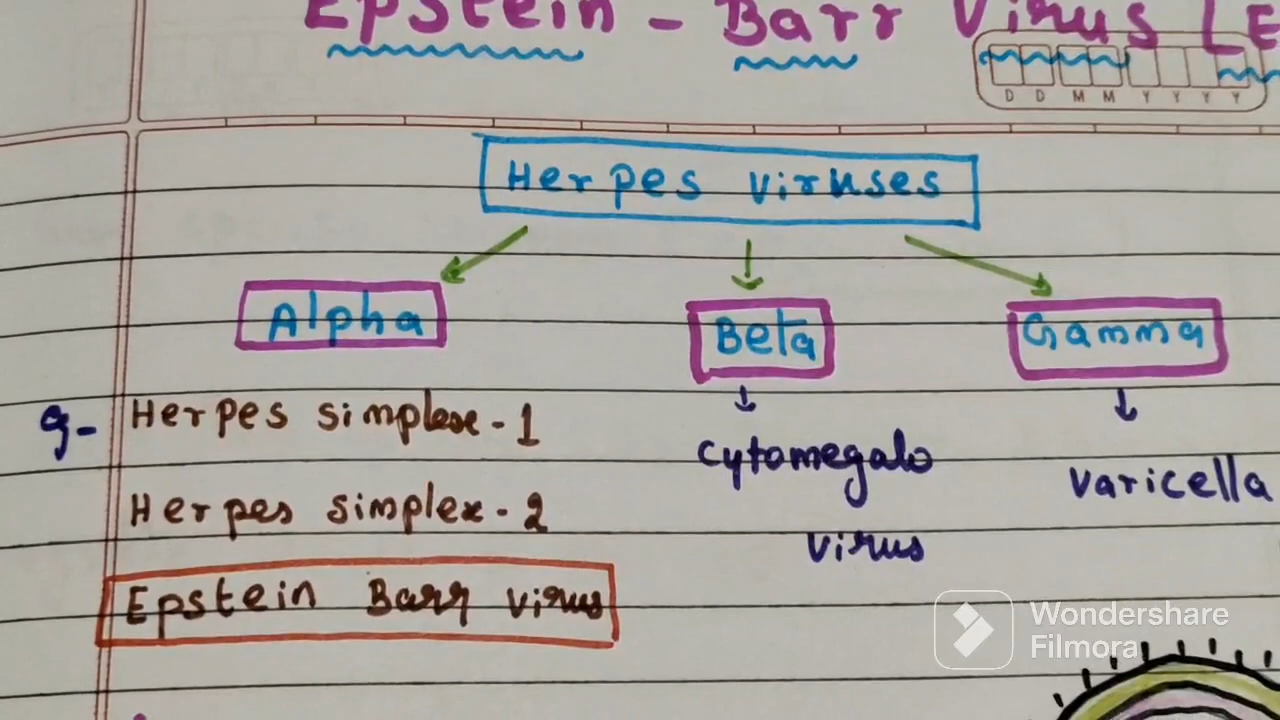 Epstein - Barr Virus [E
D D M M Y Y Y Y
Herpes viruses
Alpha Beta Gamma
g- Herpes simplex-1
cytomegalo
varicella
Herpes simplex-2
virus
Epstein Barr virus
Wondershare
Filmora